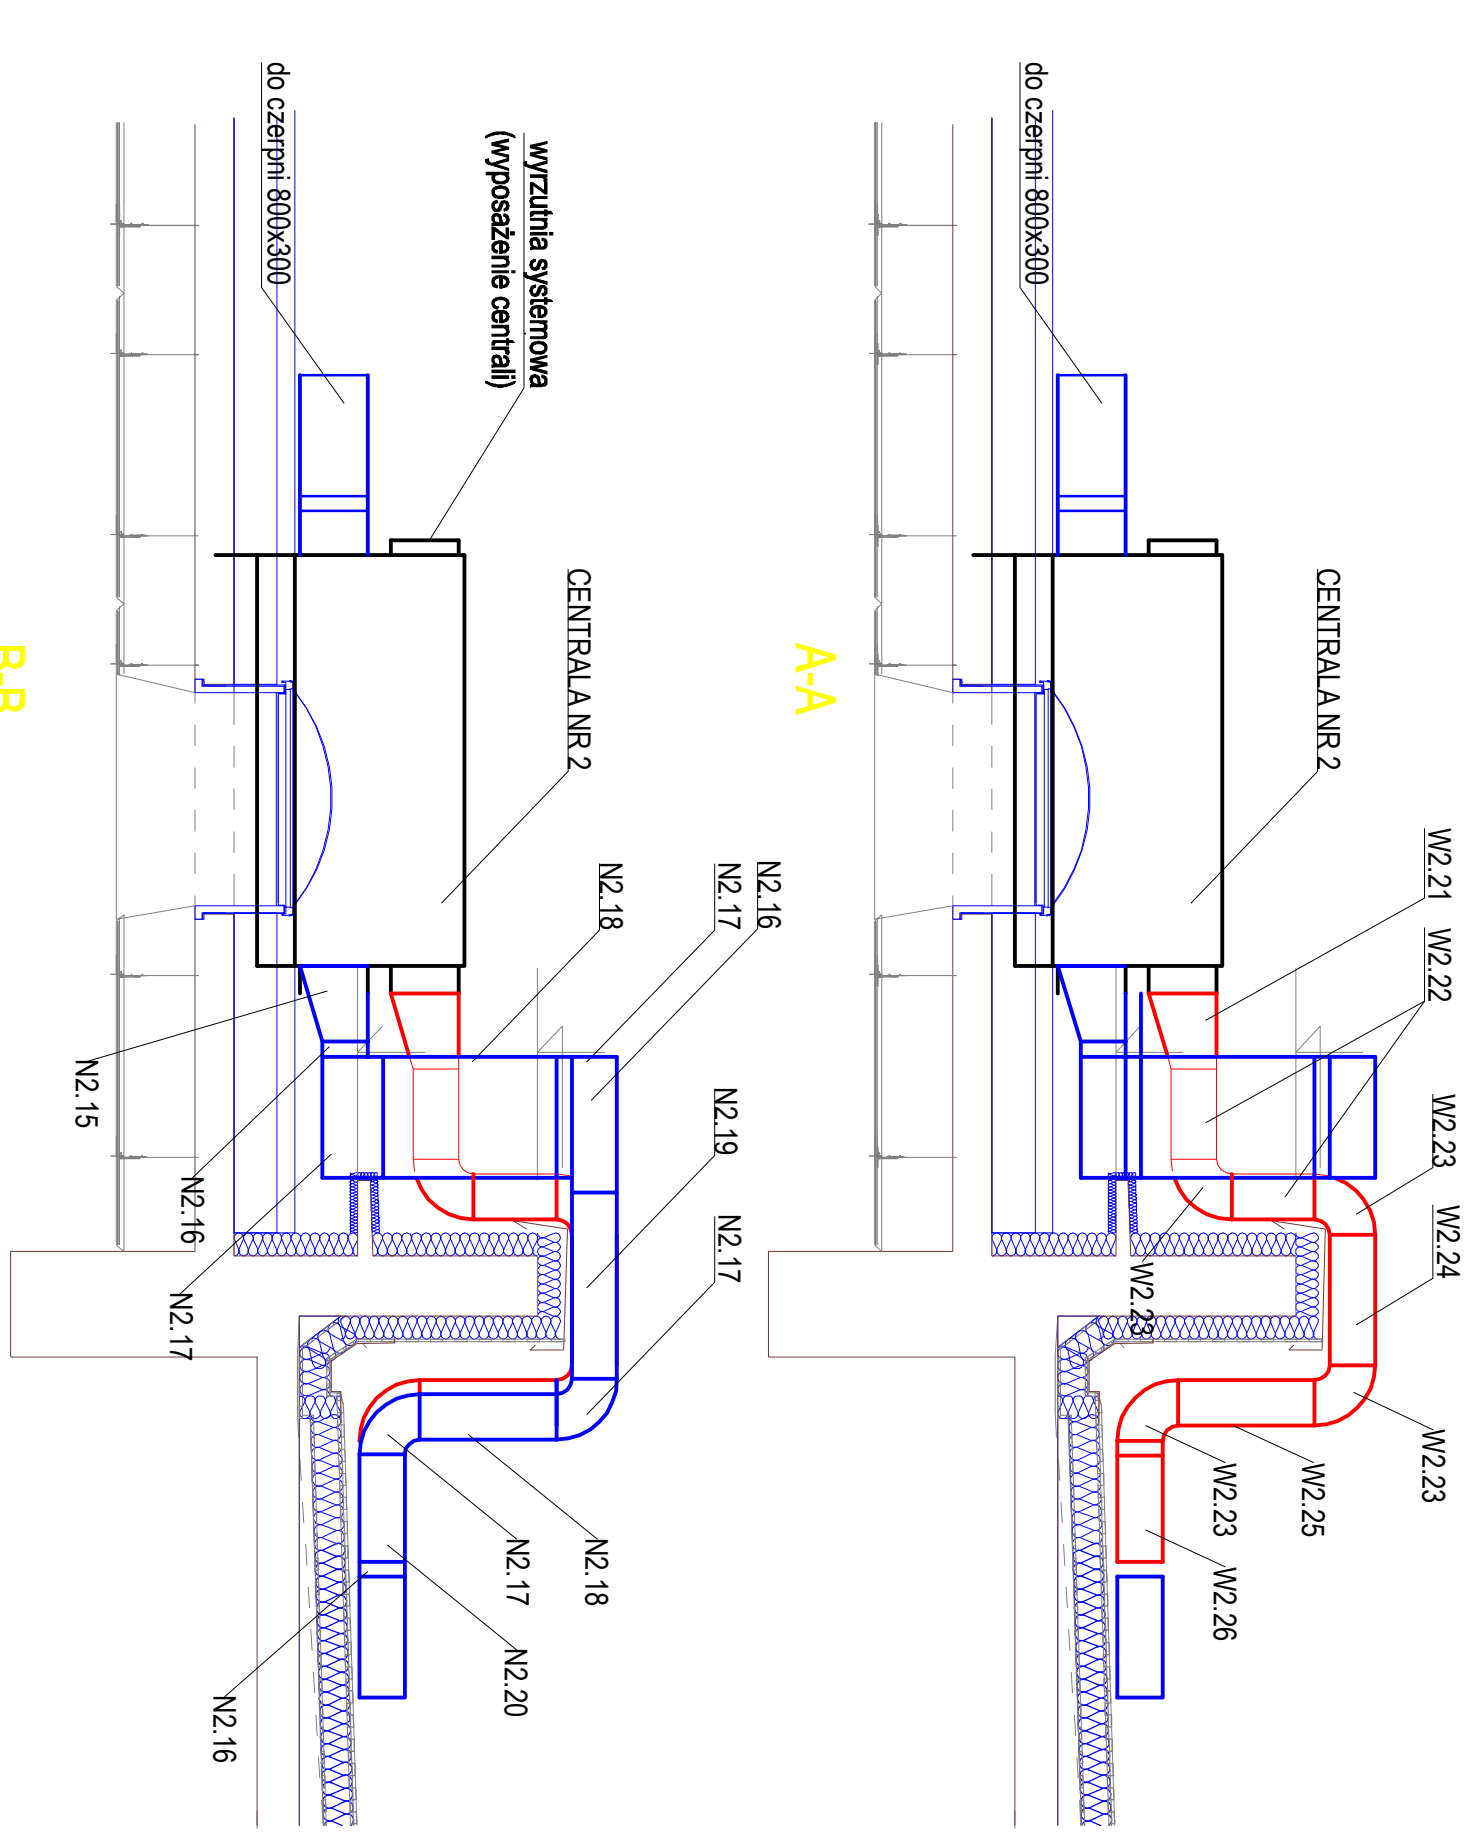 W2.21
W2.22
W2.23
W2.24
W2.23
CENTRALA NR 2
W2.23
W2.25
W2.23
W2.26
do czerpni 800x300
A-A
N2.16
N2.17
N2.19
N2.17
N2.18
CENTRALA NR 2
N2.18
wyrzutnia systemowa
(wyposażenie centrali)
N2.17
N2.20
do czerpni 800x300
N2.16
N2.16
N2.17
N2.15
B-B